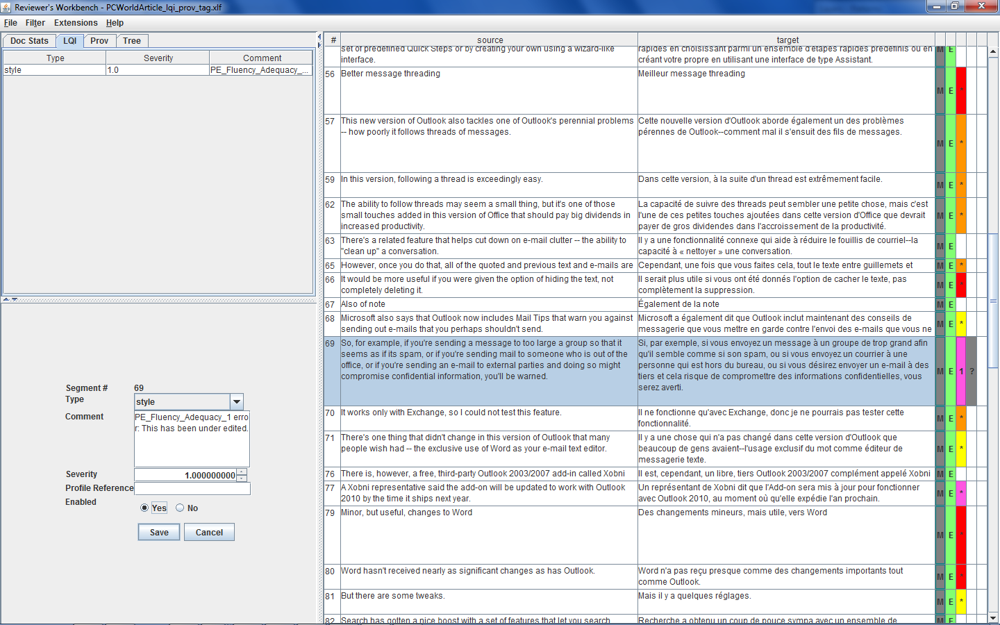 Reviewer's Workbench - PCWorldArticle_lqi_prov_tag.xlf
File Filter Extensions Help
Doc Stats LQI Prov Tree
Type Severity Comment
style 1.0 PE_Fluency_Adequacy_...
Segment # 69
Type style
Comment PE_Fluency_Adequacy_1 erro
r: This has been under edited.
Severity 1.000000000
Profile Reference
Enabled Yes No
Save Cancel
# source target
set of predefined Quick Steps or by creating your own using a wizard-like
interface.
rapides en choisissant parmi un ensemble d'étapes rapides prédéfinis ou en
créant votre propre en utilisant une interface de type Assistant.
M E
56 Better message threading
Meilleur message threading
M E *
57 This new version of Outlook also tackles one of Outlook's perennial problems
-- how poorly it follows threads of messages.
Cette nouvelle version d'Outlook aborde également un des problèmes
pérennes de Outlook--comment mal il s'ensuit des fils de messages.
M E *
59 In this version, following a thread is exceedingly easy.
Dans cette version, à la suite d'un thread est extrêmement facile.
M E *
62 The ability to follow threads may seem a small thing, but it's one of those
small touches added in this version of Office that should pay big dividends in
increased productivity.
La capacité de suivre des threads peut sembler une petite chose, mais c'est
l'une de ces petites touches ajoutées dans cette version d'Office que devrait
payer de gros dividendes dans l'accroissement de la productivité.
M E *
63 There's a related feature that helps cut down on e-mail clutter -- the ability to
"clean up" a conversation.
Il y a une fonctionnalité connexe qui aide à réduire le fouillis de courriel--la
capacité à « nettoyer » une conversation.
M E
65 However, once you do that, all of the quoted and previous text and e-mails are
Cependant, une fois que vous faites cela, tout le texte entre guillemets et
M E *
66 It would be more useful if you were given the option of hiding the text, not
completely deleting it.
Il serait plus utile si vous ont été donnés l'option de cacher le texte, pas
complètement la suppression.
M E *
67 Also of note
Également de la note
M E
68 Microsoft also says that Outlook now includes Mail Tips that warn you against
sending out e-mails that you perhaps shouldn't send.
Microsoft a également dit que Outlook inclut maintenant des conseils de
messagerie que vous mettre en garde contre l'envoi des e-mails que vous ne
M E *
69 So, for example, if you're sending a message to too large a group so that it
seems as if its spam, or if you're sending mail to someone who is out of the
office, or if you're sending an e-mail to external parties and doing so might
compromise confidential information, you'll be warned.
Si, par exemple, si vous envoyez un message à un groupe de trop grand afin
qu'il semble comme si son spam, ou si vous envoyez un courrier à une
personne qui est hors du bureau, ou si vous désirez envoyer un e-mail à des
tiers et cela risque de compromettre des informations confidentielles, vous
serez averti.
M E 1 ?
70 It works only with Exchange, so I could not test this feature.
Il ne fonctionne qu'avec Exchange, donc je ne pourrais pas tester cette
fonctionnalité.
M E *
71 There's one thing that didn't change in this version of Outlook that many
people wish had -- the exclusive use of Word as your e-mail text editor.
Il y a une chose qui n'a pas changé dans cette version d'Outlook que
beaucoup de gens avaient--l'usage exclusif du mot comme éditeur de
messagerie texte.
M E *
76 There is, however, a free, third-party Outlook 2003/2007 add-in called Xobni
Il est, cependant, un libre, tiers Outlook 2003/2007 complément appelé Xobni
M E
77 A Xobni representative said the add-on will be updated to work with Outlook
2010 by the time it ships next year.
Un représentant de Xobni dit que l'Add-on sera mis à jour pour fonctionner
avec Outlook 2010, au moment où qu'elle expédie l'an prochain.
M E *
79 Minor, but useful, changes to Word
Des changements mineurs, mais utile, vers Word
M E *
80 Word hasn't received nearly as significant changes as has Outlook.
Word n'a pas reçu presque comme des changements importants tout
comme Outlook.
M E *
81 But there are some tweaks.
Mais il y a quelques réglages.
M E *
82 Search has gotten a nice boost with a set of features that let you search
Recherche a obtenu un coup de pouce sympa avec un ensemble de
M E